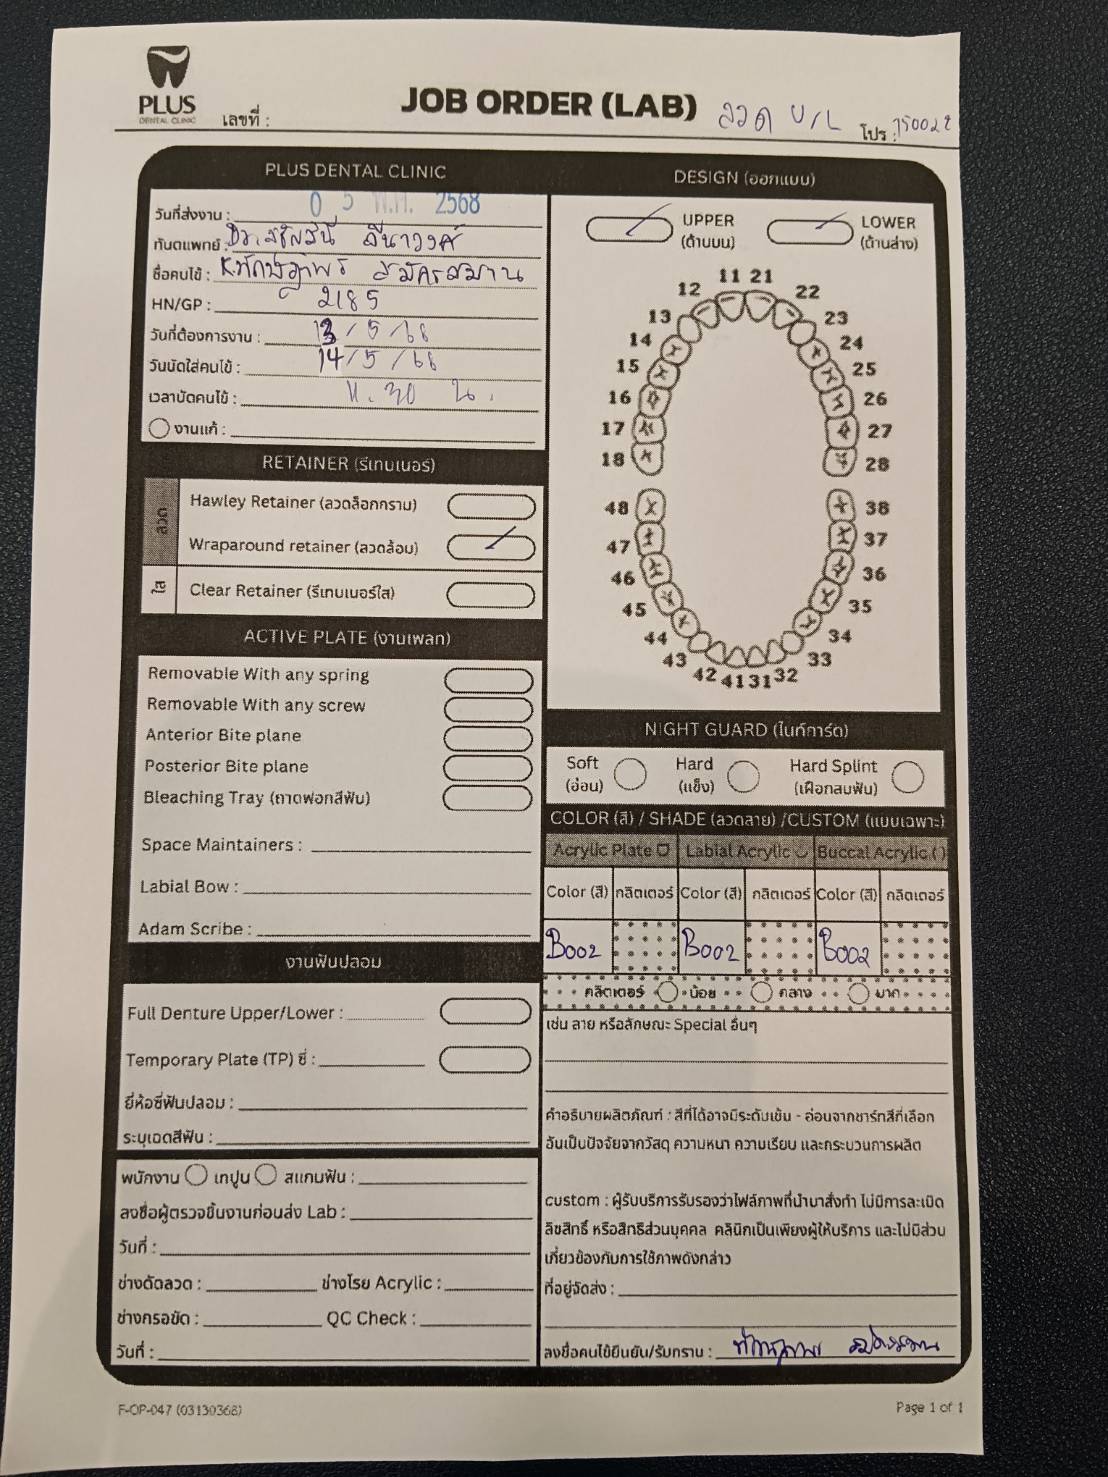 PLUS
DENTAL CLINIC
เลขที่ :
JOB ORDER (LAB)
ลวด U/L
โปร :
PLUS DENTAL CLINIC
วันที่ส่งงาน : 0 5 พ.ค. 2568
ทันตแพทย์ :
ชื่อคนไข้ :
HN/GP : 2185
วันที่ต้องการงาน : 13/5/68
วันนัดใส่คนไข้ : 14/5/68
เวลานัดคนไข้ : 11.30 น.
งานแก้ :
RETAINER (รีเทนเนอร์)
ลวด
Hawley Retainer (ลวดล็อกกราม)
Wraparound retainer (ลวดล้อม)
ใส
Clear Retainer (รีเทนเนอร์ใส)
ACTIVE PLATE (งานเพลท)
Removable With any spring
Removable With any screw
Anterior Bite plane
Posterior Bite plane
Bleaching Tray (ถาดฟอกสีฟัน)
Space Maintainers :
Labial Bow :
Adam Scribe :
งานฟันปลอม
Full Denture Upper/Lower :
Temporary Plate (TP) ซี่ :
ยี่ห้อซี่ฟันปลอม :
ระบุเฉดสีฟัน :
พนักงาน เทปูน สแกนฟัน :
ลงชื่อผู้ตรวจชิ้นงานก่อนส่ง Lab :
วันที่ :
ช่างดัดลวด : ช่างโรย Acrylic :
ช่างกรอขัด : QC Check :
วันที่ :
DESIGN (ออกแบบ)
UPPER LOWER
(ด้านบน) (ด้านล่าง)
11 21
12 22
13 23
14 24
15 25
16 26
17 27
18 28
48 38
47 37
46 36
45 35
44 34
43 33
42 41 31 32
NIGHT GUARD (ไนท์การ์ด)
Soft Hard Hard Splint
(อ่อน) (แข็ง) (เฝือกสบฟัน)
COLOR (สี) / SHADE (ลวดลาย) /CUSTOM (แบบเฉพาะ)
Acrylic Plate Labial Acrylic Buccal Acrylic ( )
Color (สี) กลิตเตอร์ Color (สี) กลิตเตอร์ Color (สี) กลิตเตอร์
B002 B002 B002
กลิตเตอร์ น้อย กลาง มาก
เช่น ลาย หรือลักษณะ Special อื่นๆ
คำอธิบายผลิตภัณฑ์ : สีที่ได้อาจมีระดับเข้ม - อ่อนจากชาร์ทสีที่เลือก
อันเป็นปัจจัยจากวัสดุ ความหนา ความเรียบ และกระบวนการผลิต
custom : ผู้รับบริการรับรองว่าไฟล์ภาพที่นำมาสั่งทำ ไม่มีการละเมิด
ลิขสิทธิ์ หรือสิทธิส่วนบุคคล คลินิกเป็นเพียงผู้ให้บริการ และไม่มีส่วน
เกี่ยวข้องกับการใช้ภาพดังกล่าว
ที่อยู่จัดส่ง :
ลงชื่อคนไข้ยืนยัน/รับทราบ :
F-OP-047 (03130368)
Page 1 of 1